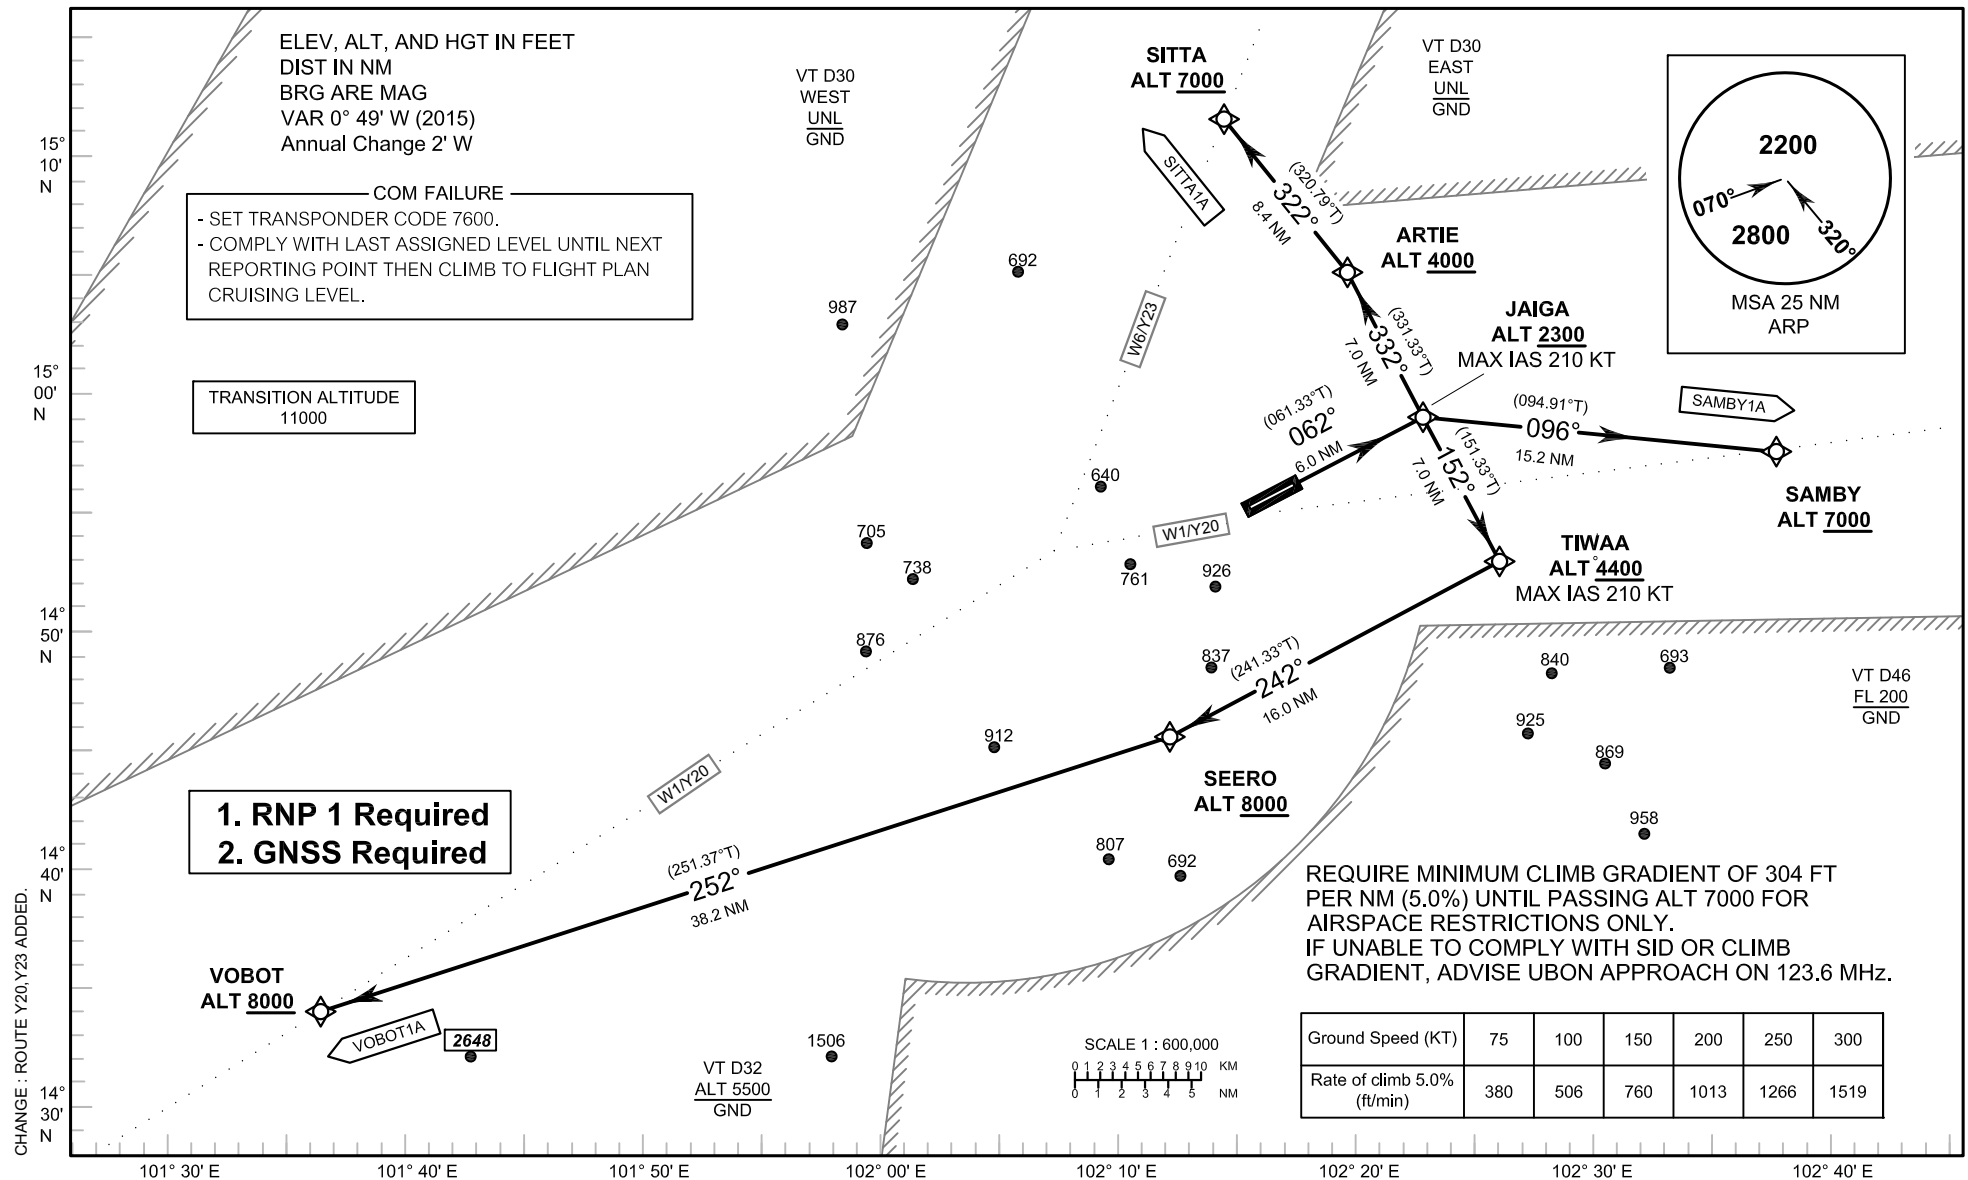 ELEV, ALT, AND HGT IN FEET
DIST IN NM
BRG ARE MAG
VAR 0° 49' W (2015)
Annual Change 2' W
COM FAILURE
- SET TRANSPONDER CODE 7600.
- COMPLY WITH LAST ASSIGNED LEVEL UNTIL NEXT
REPORTING POINT THEN CLIMB TO FLIGHT PLAN
CRUISING LEVEL.
TRANSITION ALTITUDE
11000
VT D30
WEST
UNL
GND
SITTA
ALT 7000
VT D30
EAST
UNL
GND
2200
070°
2800
320°
MSA 25 NM
ARP
SITTA1A
(320.79°T)
322°
8.4 NM
ARTIE
ALT 4000
JAIGA
ALT 2300
MAX IAS 210 KT
(331.33°T)
332°
7.0 NM
W6/Y23
692
987
(061.33°T)
062°
6.0 NM
SAMBY1A
(094.91°T)
096°
15.2 NM
(151.33°T)
152°
7.0 NM
SAMBY
ALT 7000
640
W1/Y20
705
738
761
926
TIWAA
ALT 4400
MAX IAS 210 KT
876
837
(241.33°T)
242°
16.0 NM
840
693
VT D46
FL 200
GND
925
869
958
912
W1/Y20
SEERO
ALT 8000
1. RNP 1 Required
2. GNSS Required
(251.37°T)
252°
38.2 NM
807
692
REQUIRE MINIMUM CLIMB GRADIENT OF 304 FT
PER NM (5.0%) UNTIL PASSING ALT 7000 FOR
AIRSPACE RESTRICTIONS ONLY.
IF UNABLE TO COMPLY WITH SID OR CLIMB
GRADIENT, ADVISE UBON APPROACH ON 123.6 MHz.
VOBOT
ALT 8000
VOBOT1A
2648
1506
VT D32
ALT 5500
GND
SCALE 1 : 600,000
0 1 2 3 4 5 6 7 8 9 10 KM
0 1 2 3 4 5 NM
Ground Speed (KT) 75 100 150 200 250 300
Rate of climb 5.0%
(ft/min) 380 506 760 1013 1266 1519
15°
10'
N
15°
00'
N
14°
50'
N
14°
40'
N
14°
30'
N
101° 30' E 101° 40' E 101° 50' E 102° 00' E 102° 10' E 102° 20' E 102° 30' E 102° 40' E
CHANGE : ROUTE Y20,Y23 ADDED.